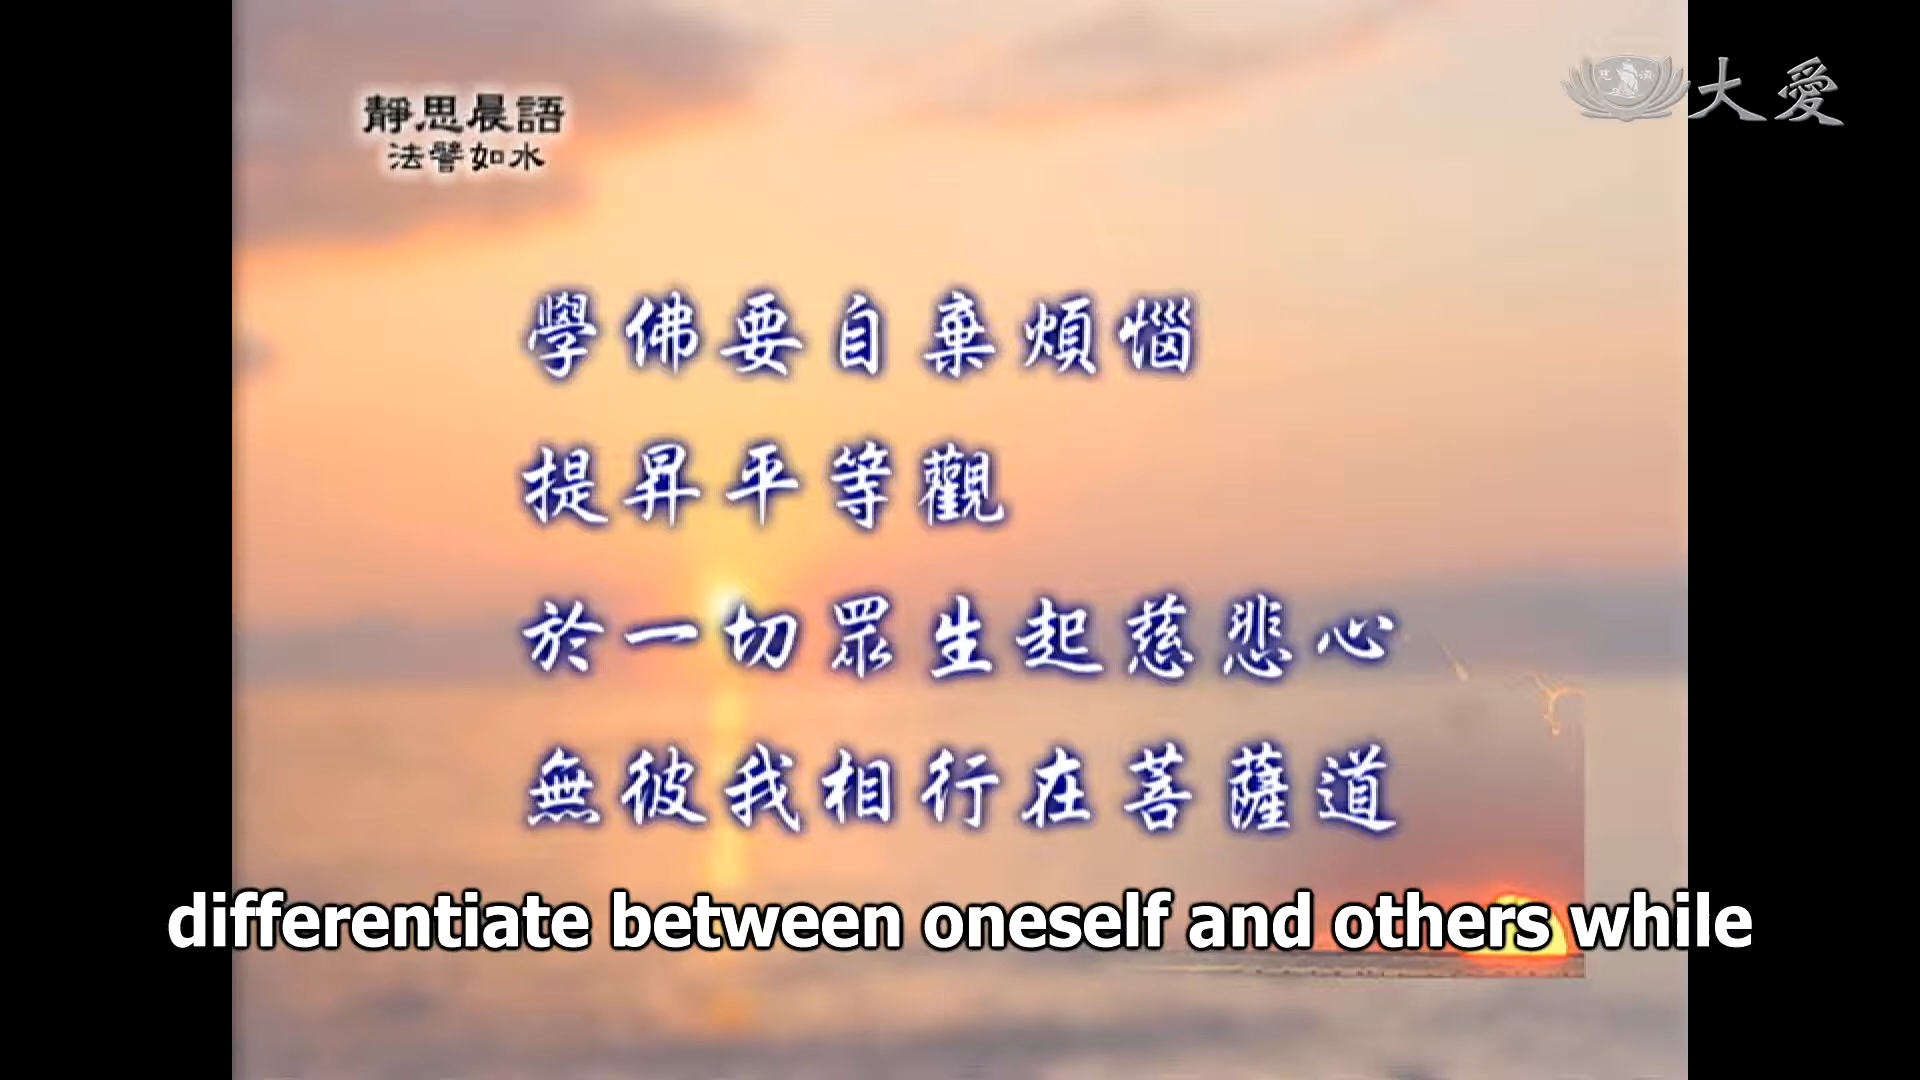 靜思晨語
法譬如水
大愛
學佛要自棄煩惱
提昇平等觀
於一切眾生起慈悲心
無彼我相行在菩薩道
differentiate between oneself and others while